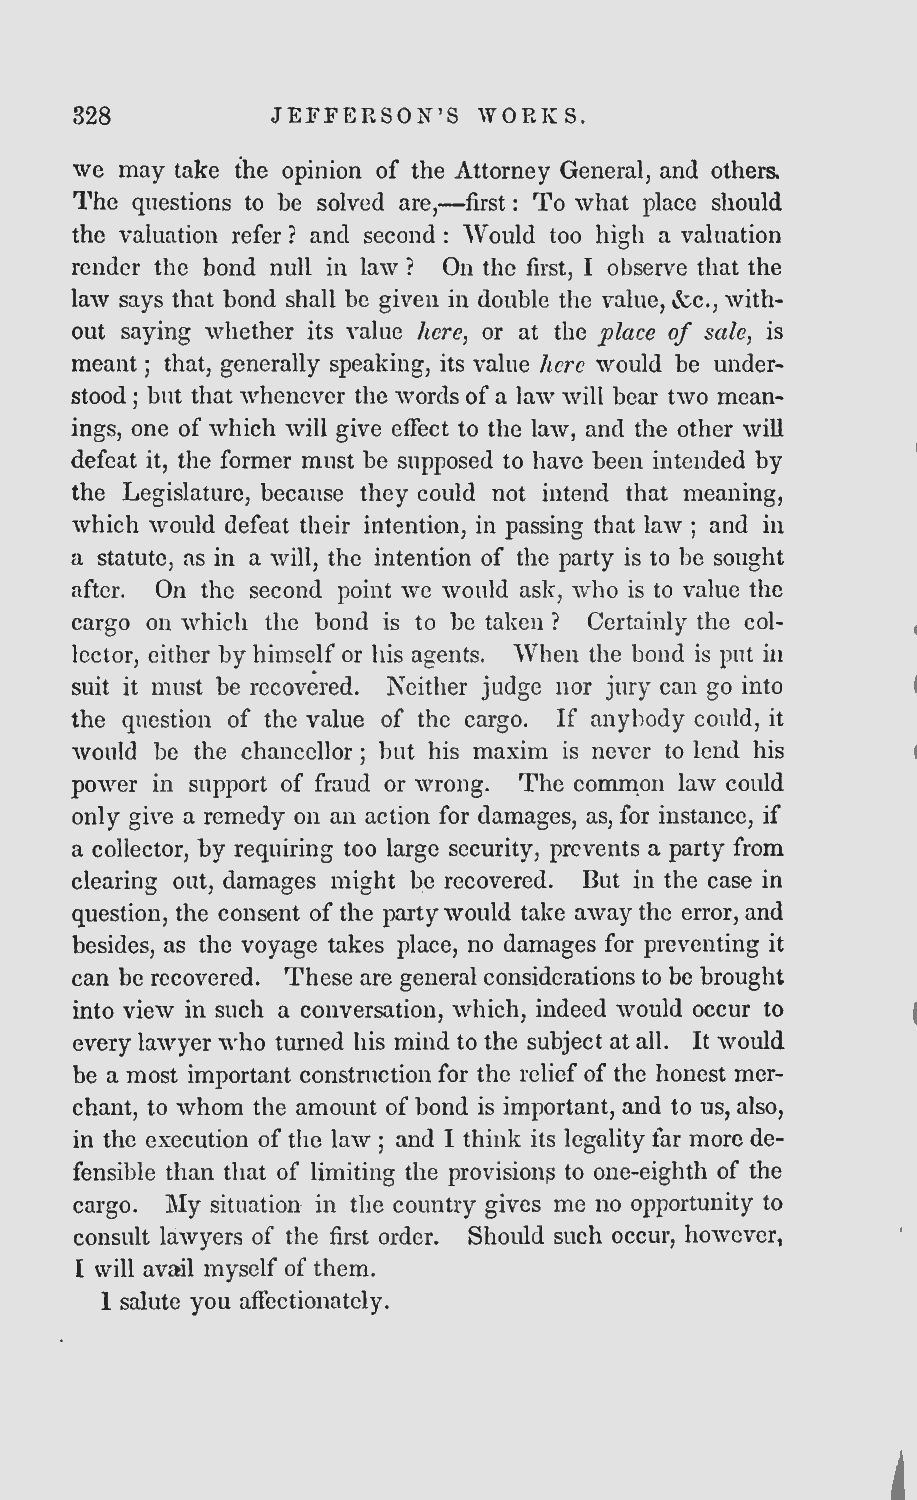 328 JEFFERSON'S WORKS.
we may take the opinion of the Attorney General, and others.
The questions to be solved are,—first : To what place should
the valuation refer ? and second : Would too high a valuation
render the bond null in law ? On the first, I observe that the
law says that bond shall be given in double the value, &c., with-
out saying whether its value here, or at the place of sale, is
meant ; that, generally speaking, its value here would be under-
stood ; but that whenever the words of a law will bear two mean-
ings, one of which will give effect to the law, and the other will
defeat it, the former must be supposed to have been intended by
the Legislature, because they could not intend that meaning,
which would defeat their intention, in passing that law ; and in
a statute, as in a will, the intention of the party is to be sought
after. On the second point we would ask, who is to value the
cargo on which the bond is to be taken ? Certainly the col-
lector, either by himself or his agents. When the bond is put in
suit it must be recovered. Neither judge nor jury can go into
the question of the value of the cargo. If anybody could, it
would be the chancellor ; but his maxim is never to lend his
power in support of fraud or wrong. The common law could
only give a remedy on an action for damages, as, for instance, if
a collector, by requiring too large security, prevents a party from
clearing out, damages might be recovered. But in the case in
question, the consent of the party would take away the error, and
besides, as the voyage takes place, no damages for preventing it
can be recovered. These are general considerations to be brought
into view in such a conversation, which, indeed would occur to
every lawyer who turned his mind to the subject at all. It would
be a most important construction for the relief of the honest mer-
chant, to whom the amount of bond is important, and to us, also,
in the execution of the law ; and I think its legality far more de-
fensible than that of limiting the provisions to one-eighth of the
cargo. My situation in the country gives me no opportunity to
consult lawyers of the first order. Should such occur, however,
I will avail myself of them.
I salute you affectionately.